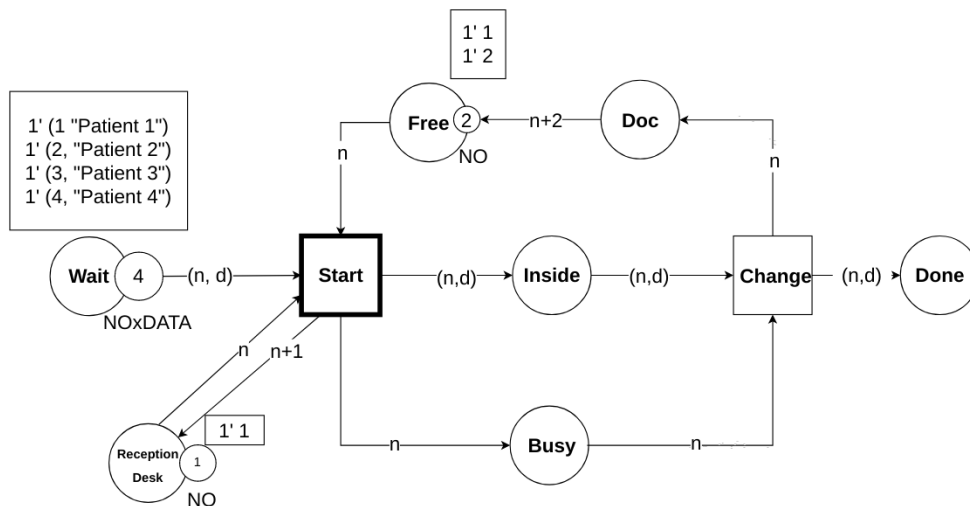 1' 1
1' 2
1' (1 "Patient 1")
1' (2, "Patient 2")
1' (3, "Patient 3")
1' (4, "Patient 4")
Free
2
n+2
Doc
NO
n
n
Wait
4
(n, d)
Start
(n,d)
Inside
(n,d)
Change
(n,d)
Done
NOxDATA
n
n+1
1' 1
Reception
Desk
1
NO
n
Busy
n